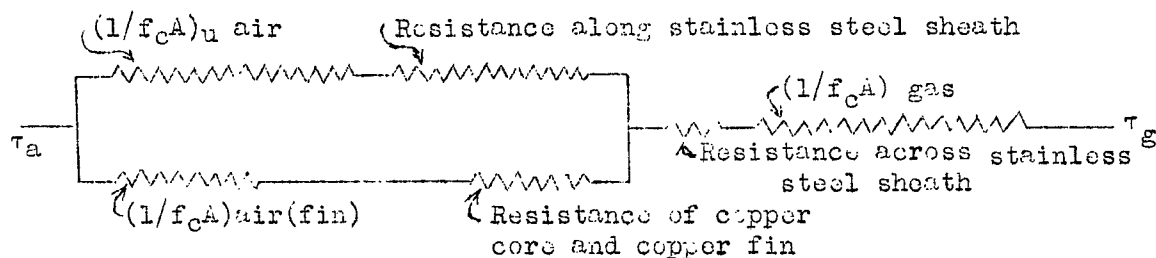 (1/f_cA)_u air
Resistance along stainless steel sheath
(1/f_cA) gas
τ_a
τ_g
Resistance across stainless
steel sheath
(1/f_cA)air(fin)
Resistance of copper
core and copper fin